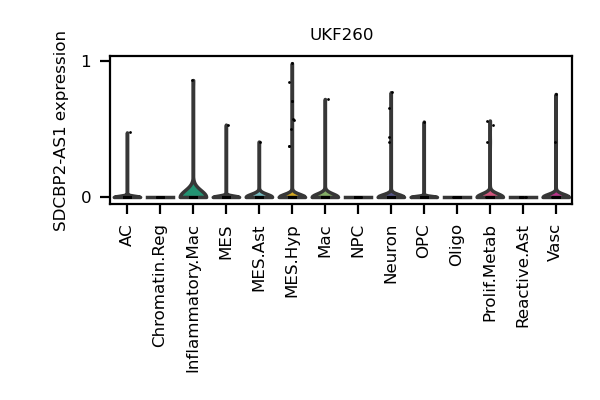 UKF260
SDCBP2-AS1 expression
1
0
AC
Chromatin.Reg
Inflammatory.Mac
MES
MES.Ast
MES.Hyp
Mac
NPC
Neuron
OPC
Oligo
Prolif.Metab
Reactive.Ast
Vasc